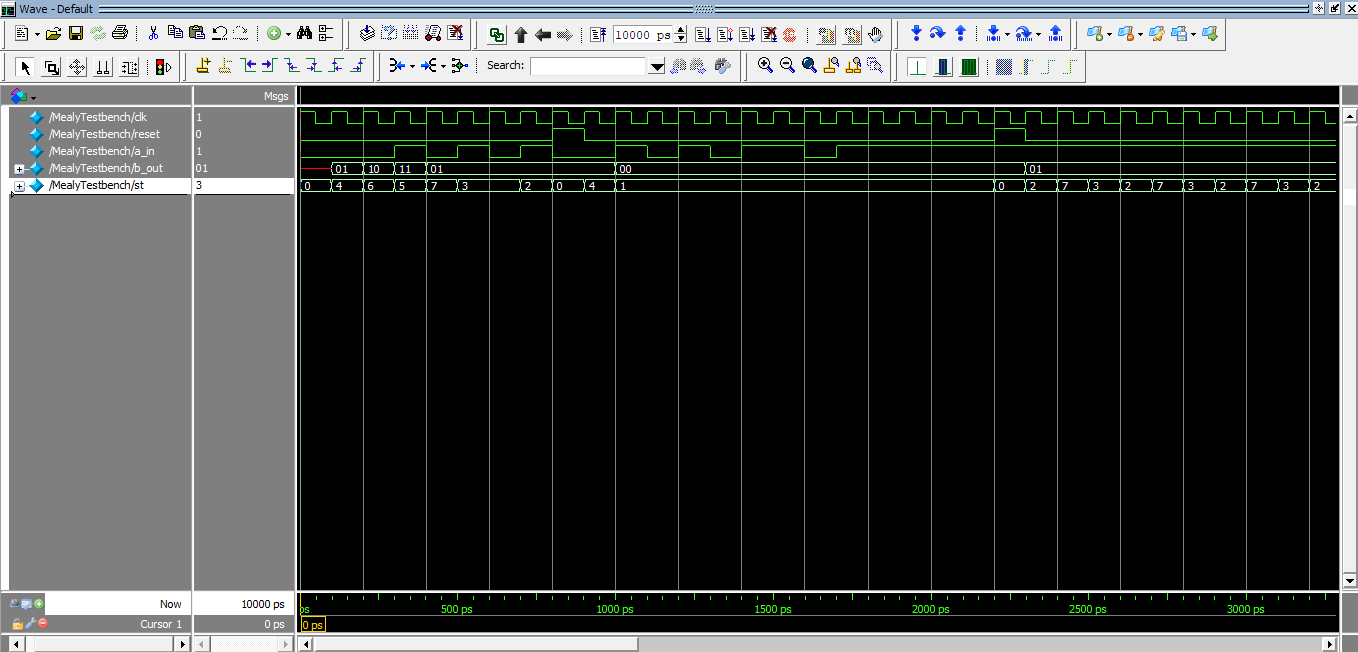 Wave - Default
10000 ps
Search:
Msgs
/MealyTestbench/clk 1
/MealyTestbench/reset 0
/MealyTestbench/a_in 1
/MealyTestbench/b_out 01 01 10 11 01 00 01
/MealyTestbench/st 3 0 4 6 5 7 3 2 0 4 1 0 2 7 3 2 7 3 2 7 3 2
Now 10000 ps ps 500 ps 1000 ps 1500 ps 2000 ps 2500 ps 3000 ps
Cursor 1 0 ps 0 ps